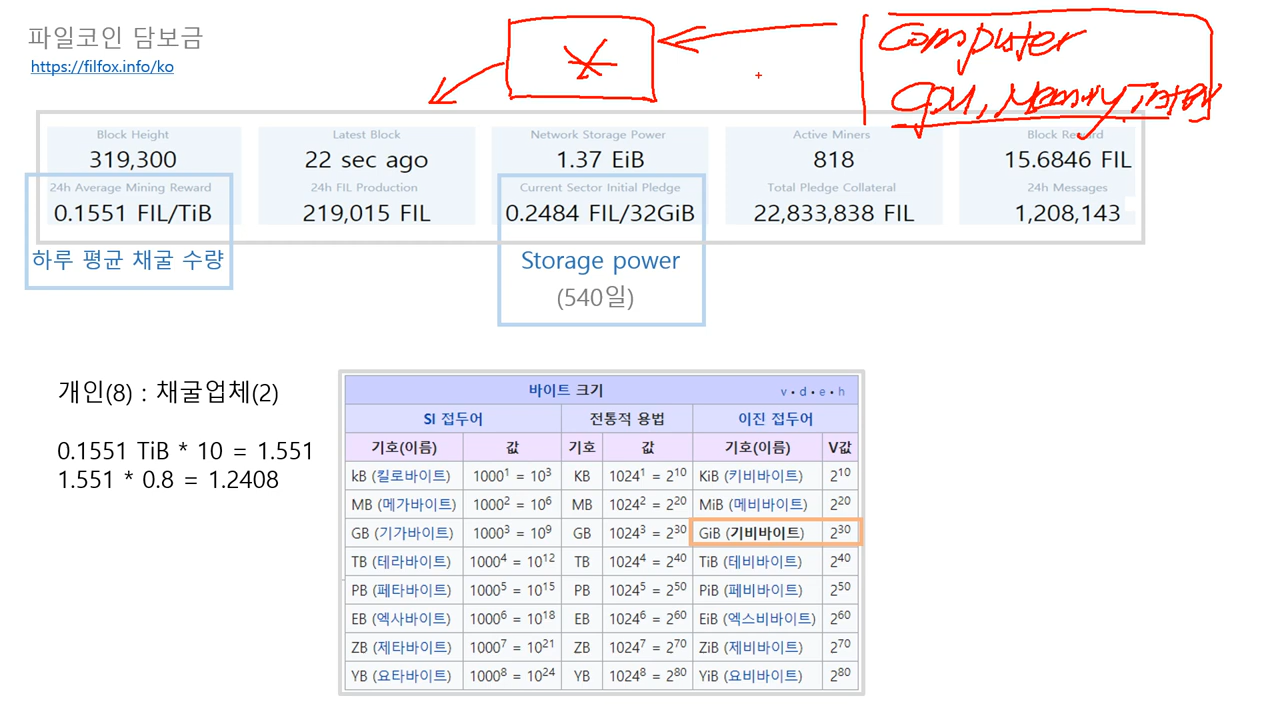 파일코인 담보금
https://filfox.info/ko
Computer
CPU, Memory
Block Height
Latest Block
Network Storage Power
Active Miners
Block Reward
319,300
22 sec ago
1.37 EiB
818
15.6846 FIL
24h Average Mining Reward
24h FIL Production
Current Sector Initial Pledge
Total Pledge Collateral
24h Messages
0.1551 FIL/TiB
219,015 FIL
0.2484 FIL/32GiB
22,833,838 FIL
1,208,143
하루 평균 채굴 수량
Storage power
(540일)
개인(8) : 채굴업체(2)
0.1551 TiB * 10 = 1.551
1.551 * 0.8 = 1.2408
바이트 크기
v • d • e • h
SI 접두어 전통적 용법 이진 접두어
기호(이름) 값 기호 값 기호(이름) V값
kB (킬로바이트) 1000¹ = 10³ KB 1024¹ = 2¹⁰ KiB (키비바이트) 2¹⁰
MB (메가바이트) 1000² = 10⁶ MB 1024² = 2²⁰ MiB (메비바이트) 2²⁰
GB (기가바이트) 1000³ = 10⁹ GB 1024³ = 2³⁰ GiB (기비바이트) 2³⁰
TB (테라바이트) 1000⁴ = 10¹² TB 1024⁴ = 2⁴⁰ TiB (테비바이트) 2⁴⁰
PB (페타바이트) 1000⁵ = 10¹⁵ PB 1024⁵ = 2⁵⁰ PiB (페비바이트) 2⁵⁰
EB (엑사바이트) 1000⁶ = 10¹⁸ EB 1024⁶ = 2⁶⁰ EiB (엑스비바이트) 2⁶⁰
ZB (제타바이트) 1000⁷ = 10²¹ ZB 1024⁷ = 2⁷⁰ ZiB (제비바이트) 2⁷⁰
YB (요타바이트) 1000⁸ = 10²⁴ YB 1024⁸ = 2⁸⁰ YiB (요비바이트) 2⁸⁰